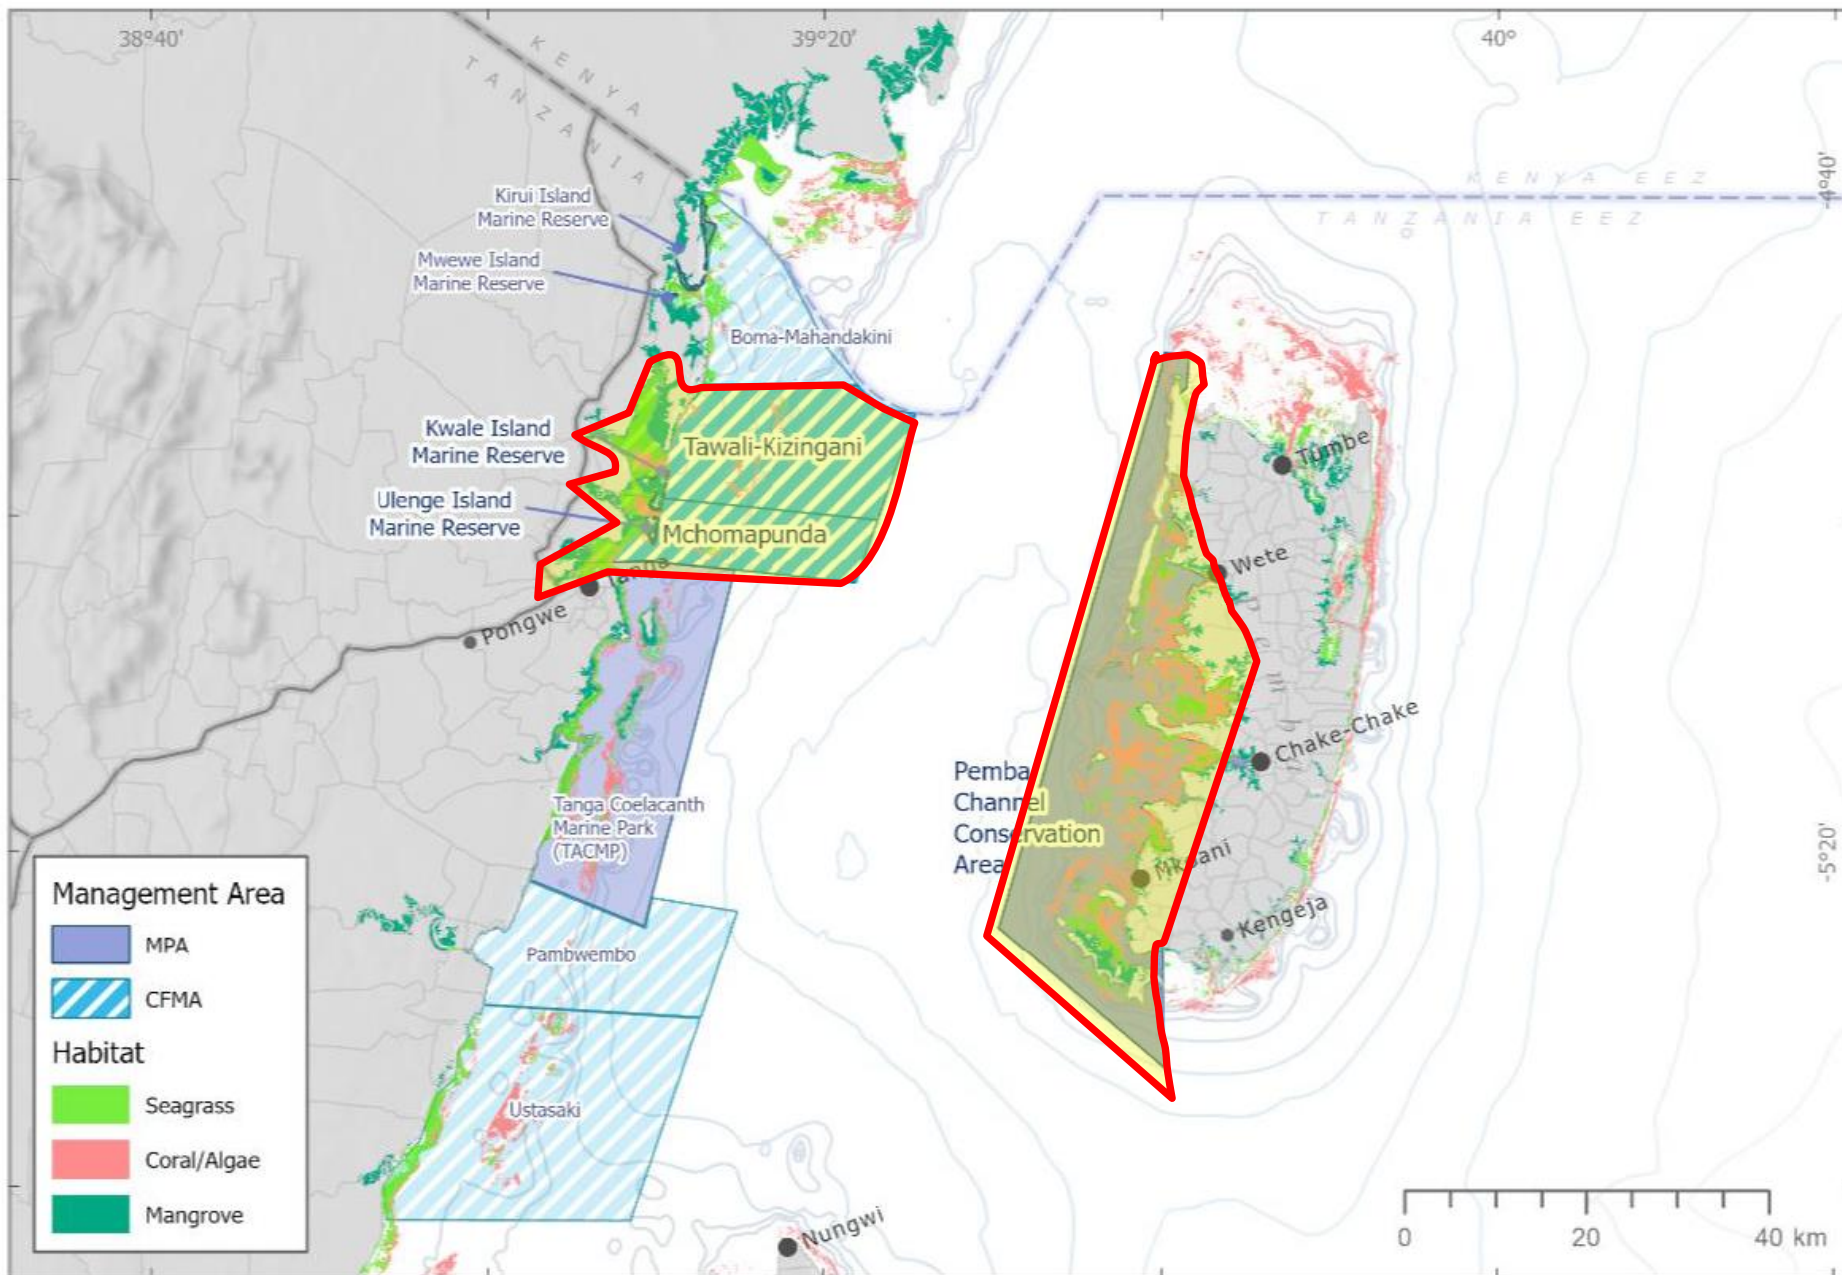 38°40'
39°20'
40°
-4°40'
-5°20'
KENYA
TANZANIA
KENYA EEZ
TANZANIA EEZ
Kirui Island
Marine Reserve
Mwewe Island
Marine Reserve
Boma-Mahandakini
Kwale Island
Marine Reserve
Tawali-Kizingani
Ulenge Island
Marine Reserve
Mchomapunda
Tanga
Pongwe
Tumbe
Wete
Pemba
Chake-Chake
Pemba
Channel
Conservation
Area
Mkoani
Kengeja
Tanga Coelacanth
Marine Park
(TACMP)
Pambwembo
Ustasaki
Nungwi
Management Area
MPA
CFMA
Habitat
Seagrass
Coral/Algae
Mangrove
0 20 40 km